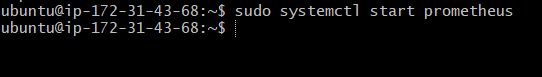 ubuntu@ip-172-31-43-68:~$ sudo systemctl start prometheus
ubuntu@ip-172-31-43-68:~$